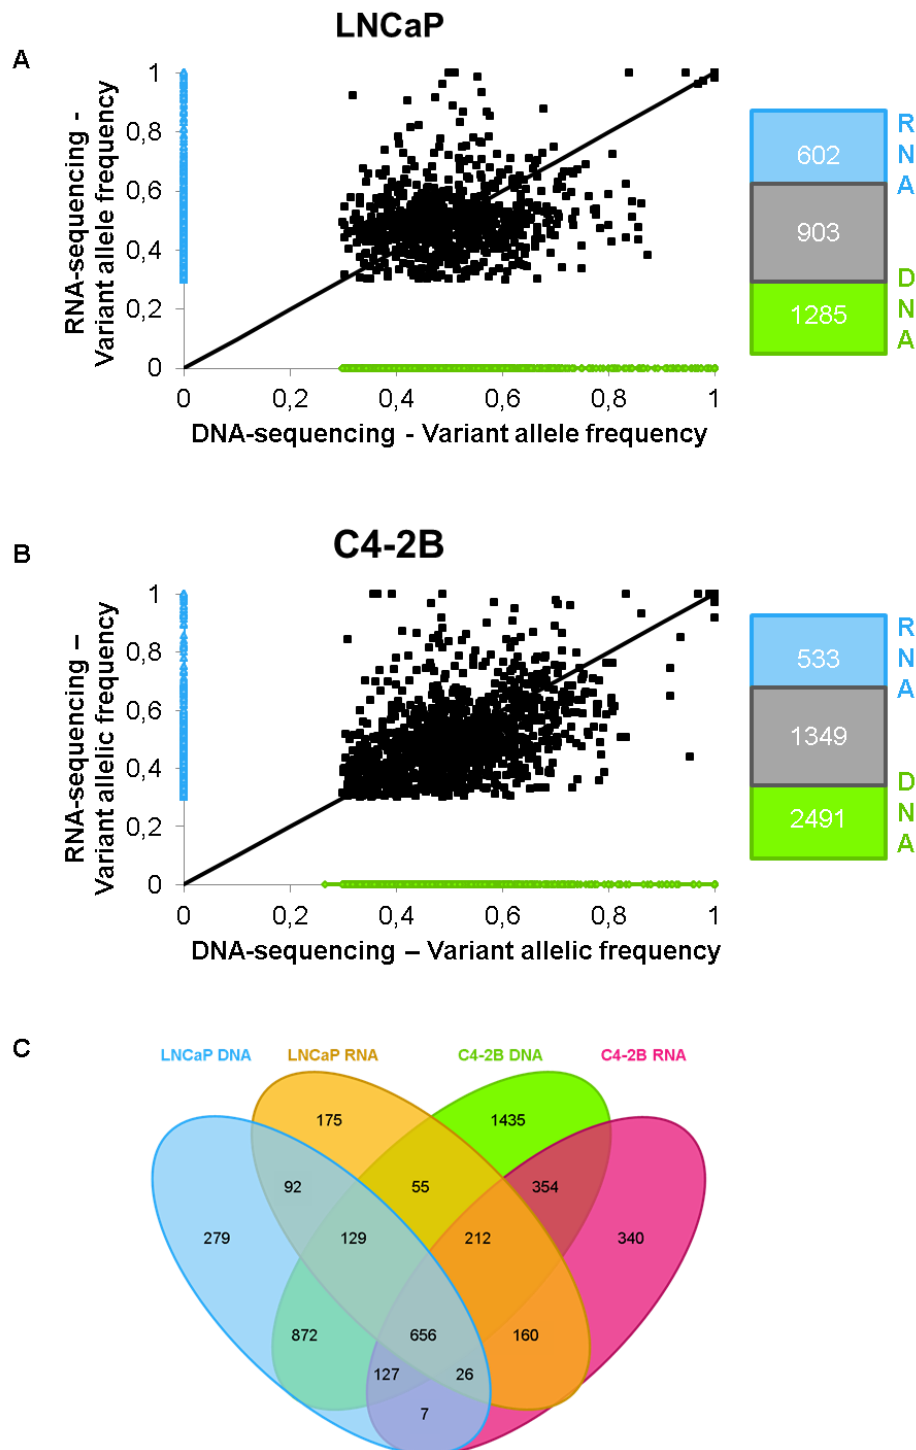 LNCaP
A
RNA-sequencing -
Variant allele frequency
1
0,8
0,6
0,4
0,2
0
0 0,2 0,4 0,6 0,8 1
DNA-sequencing - Variant allele frequency
602
903
1285
RNA
DNA
C4-2B
B
RNA-sequencing –
Variant allelic frequency
1
0,8
0,6
0,4
0,2
0
0 0,2 0,4 0,6 0,8 1
DNA-sequencing – Variant allelic frequency
533
1349
2491
RNA
DNA
C
LNCaP DNA LNCaP RNA C4-2B DNA C4-2B RNA
175 1435
92 55 354
279 129 212 340
872 656 160
127 26
7